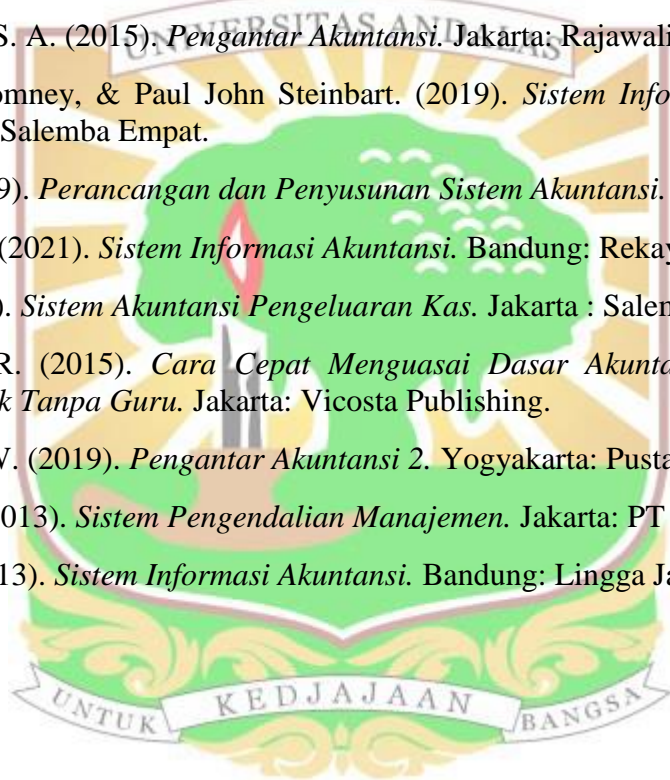 S. A. (2015). Pengantar Akuntansi. Jakarta: Rajawali
UNIVERSITAS ANDALAS
omney, & Paul John Steinbart. (2019). Sistem Info
Salemba Empat.
9). Perancangan dan Penyusunan Sistem Akuntansi.
(2021). Sistem Informasi Akuntansi. Bandung: Rekay
). Sistem Akuntansi Pengeluaran Kas. Jakarta : Salem
R. (2015). Cara Cepat Menguasai Dasar Akunta
k Tanpa Guru. Jakarta: Vicosta Publishing.
W. (2019). Pengantar Akuntansi 2. Yogyakarta: Pusta
013). Sistem Pengendalian Manajemen. Jakarta: PT
13). Sistem Informasi Akuntansi. Bandung: Lingga Ja
UNTUK KEDJAJAAN BANGSA